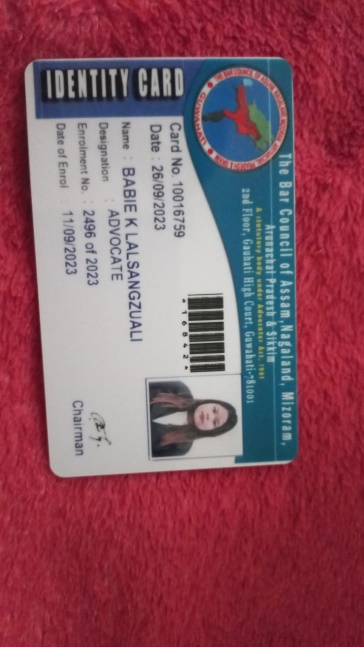 The Bar Council of Assam, Nagaland, Mizoram,
Arunachal Pradesh & Sikkim
A statutory body under Advocates Act, 1961
2nd Floor, Gauhati High Court, Guwahati-781001
IDENTITY CARD
Card No. 10016759
Date : 26/09/2023
Name : BABIE K LALSANGZUALI
Designation : ADVOCATE
Enrolment No. : 2496 of 2023
Date of Enrol : 11/09/2023
*16842*
Chairman